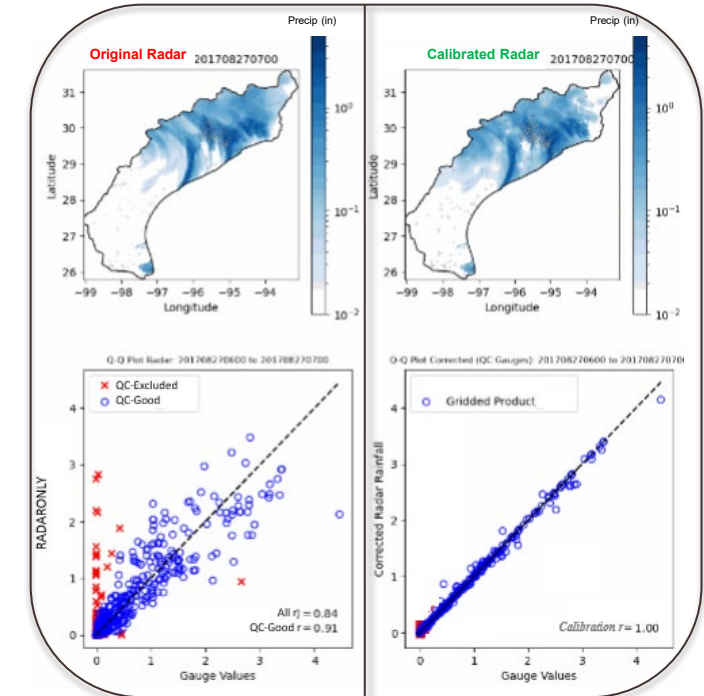 Precip (in)
Original Radar 201708270700
10⁰
10⁻¹
10⁻²
31
30
29
28
27
26
Latitude
−99 −98 −97 −96 −95 −94
Longitude
Q-Q Plot Radar: 201708270600 to 201708270700
QC-Excluded
QC-Good
4
3
2
1
0
RADARONLY
All r) = 0.84
QC-Good r = 0.91
0 1 2 3 4
Gauge Values
Precip (in)
Calibrated Radar 201708270700
10⁰
10⁻¹
10⁻²
31
30
29
28
27
26
Latitude
−99 −98 −97 −96 −95 −94
Longitude
Q-Q Plot Corrected (QC Gauges): 201708270600 to 20170827070
Gridded Product
4
3
2
1
0
Corrected Radar Rainfall
Calibration r = 1.00
0 1 2 3 4
Gauge Values